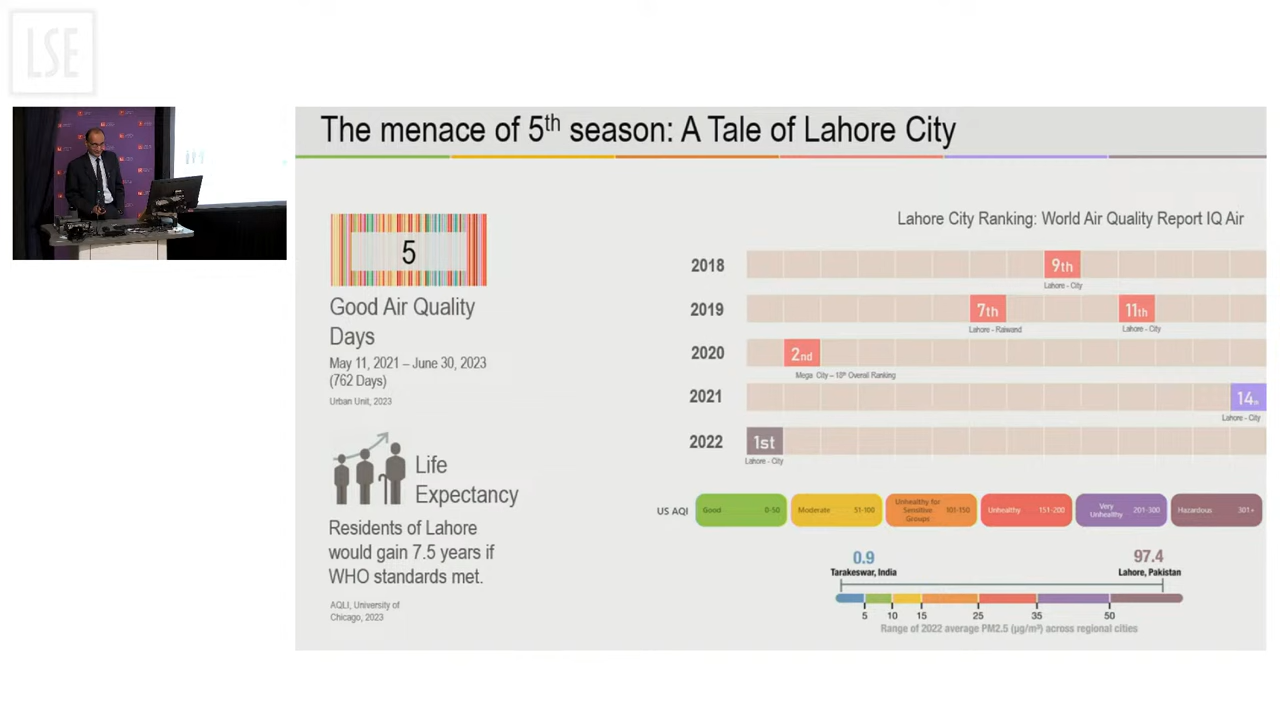 LSE
The menace of 5th season: A Tale of Lahore City
5
Good Air Quality
Days
May 11, 2021 – June 30, 2023
(762 Days)
Urban Unit, 2023
Life
Expectancy
Residents of Lahore
would gain 7.5 years if
WHO standards met.
AQLI, University of
Chicago, 2023
Lahore City Ranking: World Air Quality Report IQ Air
2018
9th
Lahore - City
2019
7th
11th
Lahore - Raiwand
Lahore - City
2020
2nd
Mega City – 18th Overall Ranking
2021
14th
Lahore - City
2022
1st
Lahore - City
US AQI
Good 0-50
Moderate 51-100
Unhealthy for
Sensitive
Groups
101-150
Unhealthy 151-200
Very
Unhealthy
201-300
Hazardous 301+
0.9
Tarakeswar, India
97.4
Lahore, Pakistan
5 10 15 25 35 50
Range of 2022 average PM2.5 (µg/m³) across regional cities